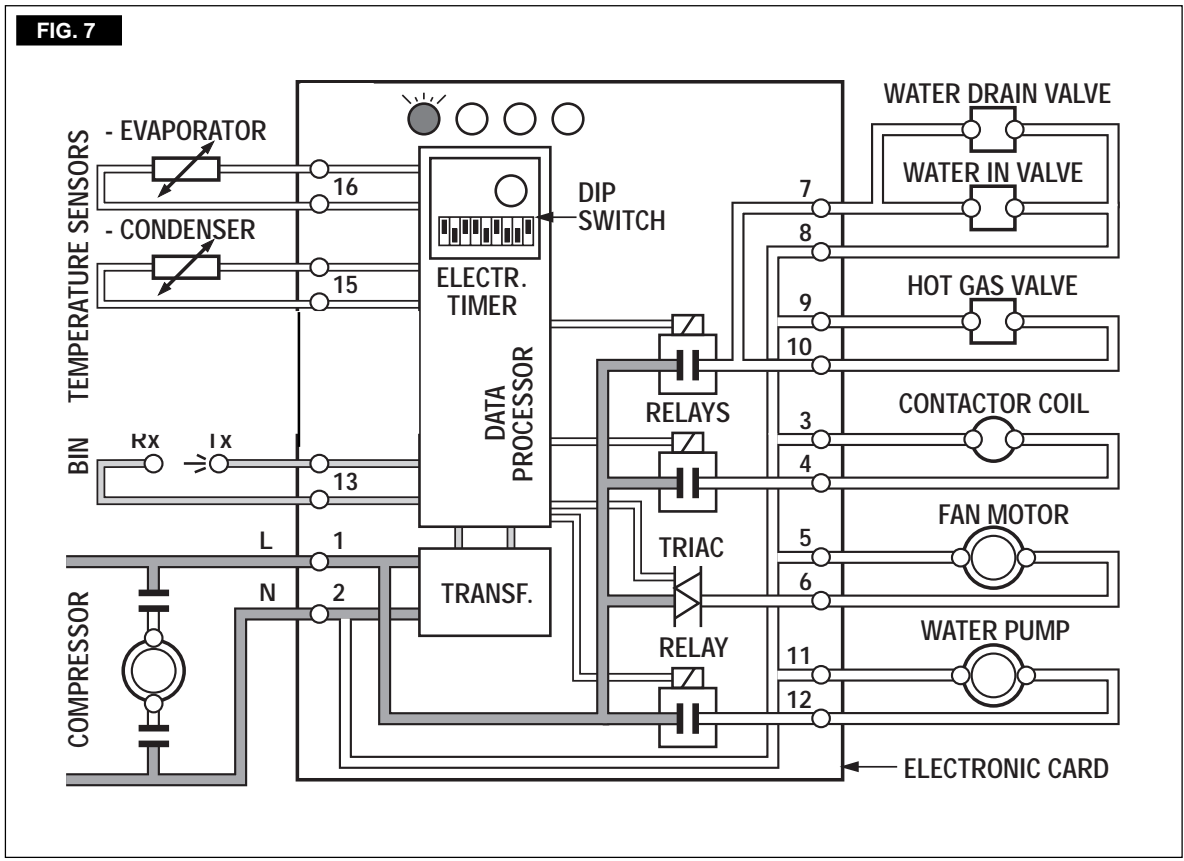 FIG. 7
TEMPERATURE SENSORS
- EVAPORATOR
16
- CONDENSER
15
BIN
Rx
Tx
13
L
1
N
2
COMPRESSOR
DIP
SWITCH
ELECTR.
TIMER
DATA
PROCESSOR
TRANSF.
RELAYS
TRIAC
RELAY
WATER DRAIN VALVE
WATER IN VALVE
7
8
HOT GAS VALVE
9
10
CONTACTOR COIL
3
4
FAN MOTOR
5
6
WATER PUMP
11
12
ELECTRONIC CARD